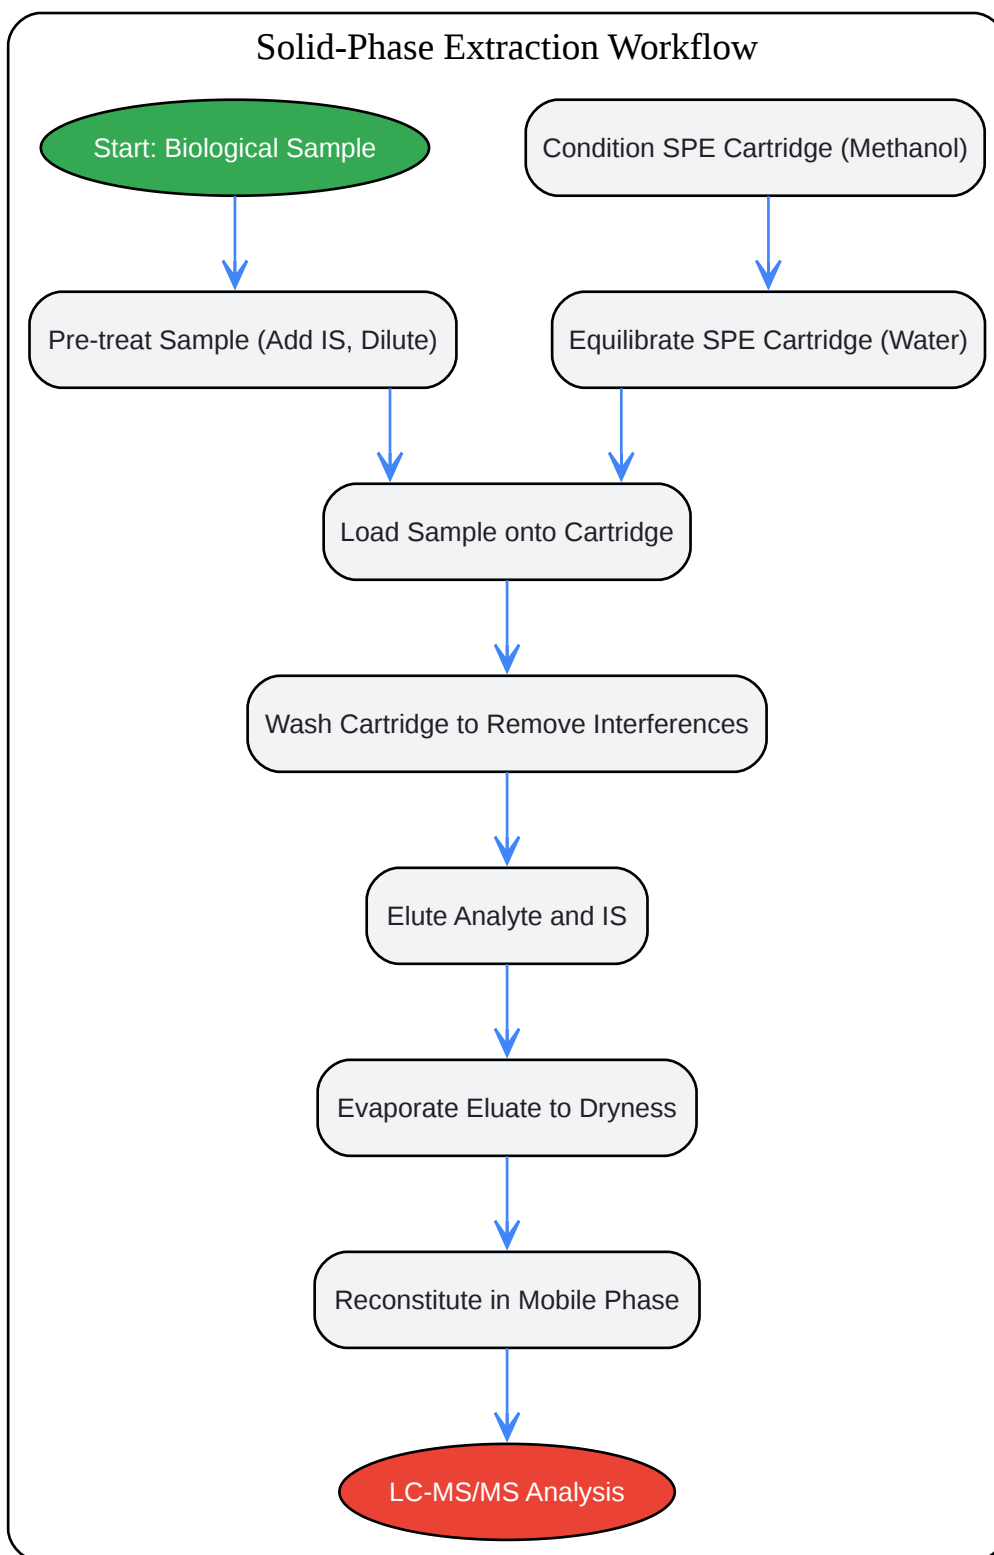 Solid-Phase Extraction Workflow
Start: Biological Sample
Condition SPE Cartridge (Methanol)
Pre-treat Sample (Add IS, Dilute)
Equilibrate SPE Cartridge (Water)
Load Sample onto Cartridge
Wash Cartridge to Remove Interferences
Elute Analyte and IS
Evaporate Eluate to Dryness
Reconstitute in Mobile Phase
LC-MS/MS Analysis